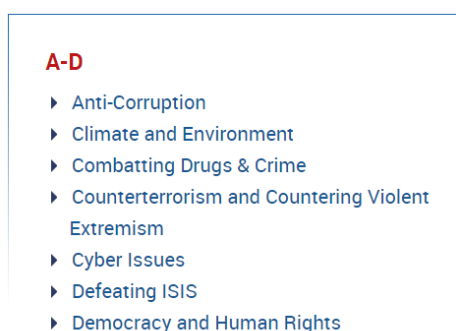 A-D
Anti-Corruption
Climate and Environment
Combatting Drugs & Crime
Counterterrorism and Countering Violent
Extremism
Cyber Issues
Defeating ISIS
Democracy and Human Rights